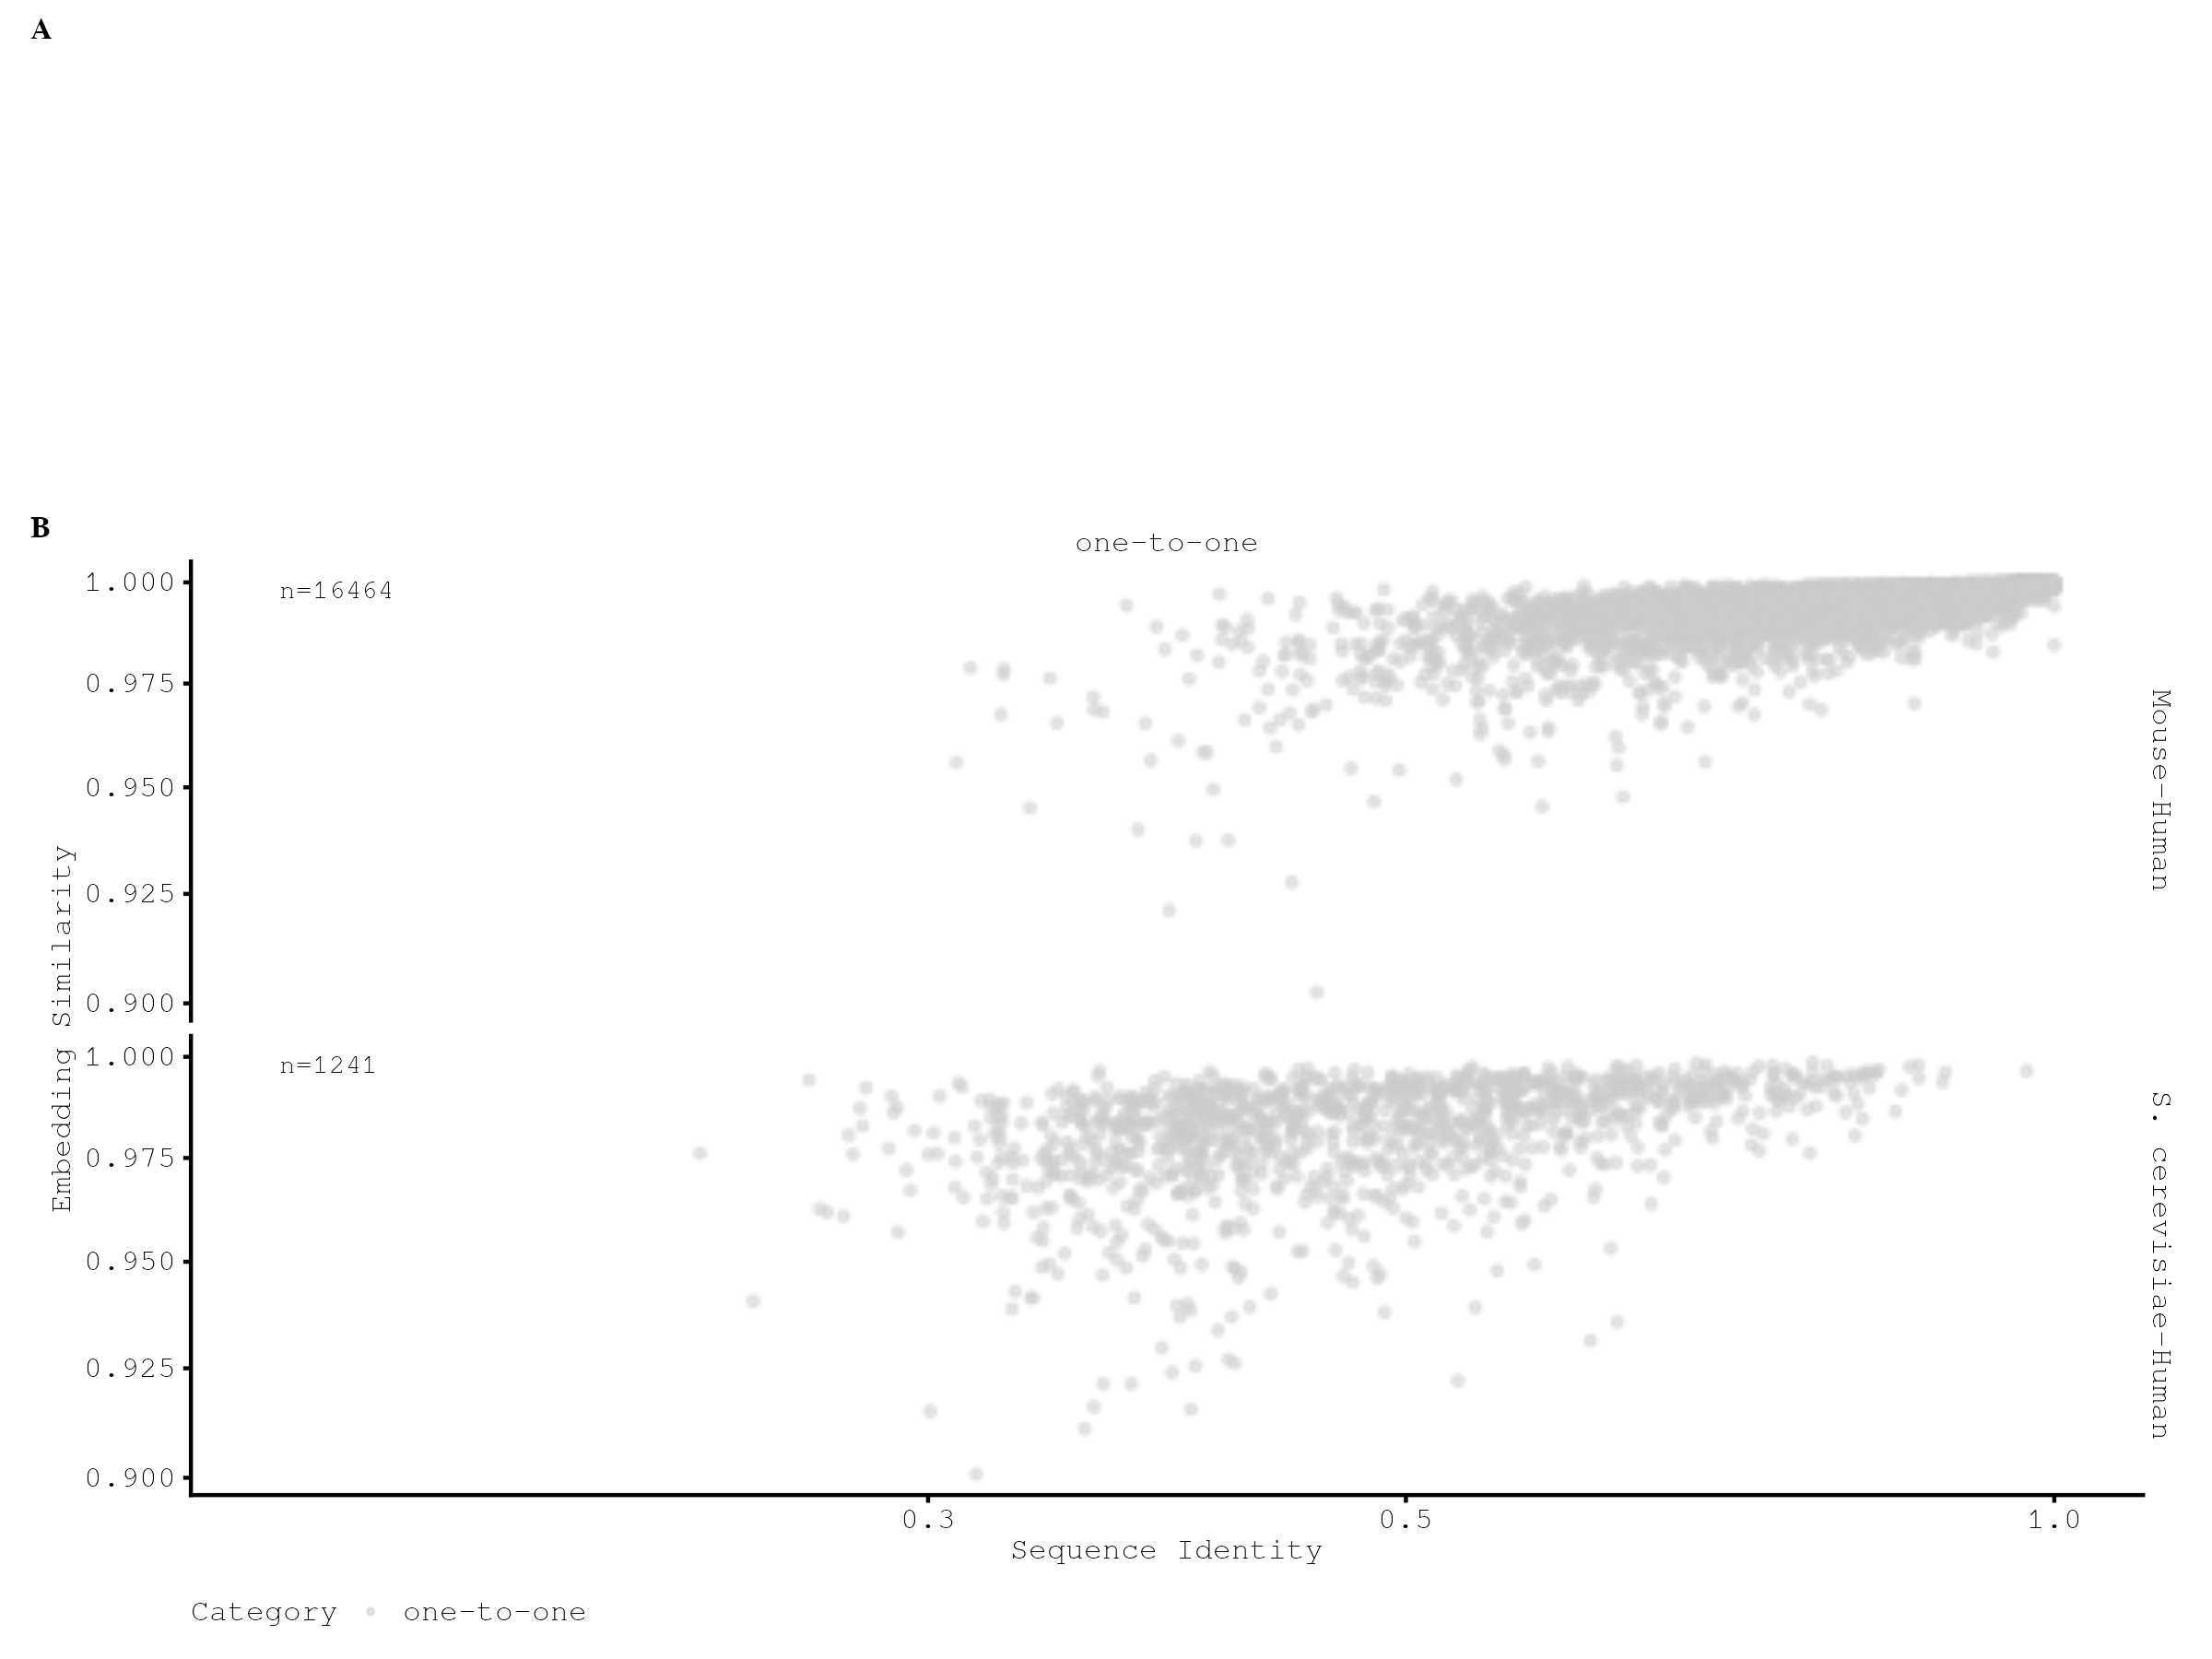 A
B
one-to-one
1.000
n=16464
0.975
0.950
0.925
0.900
Mouse-Human
Embedding Similarity
1.000
n=1241
0.975
0.950
0.925
0.900
S. cerevisiae-Human
0.3
0.5
1.0
Sequence Identity
Category
one-to-one